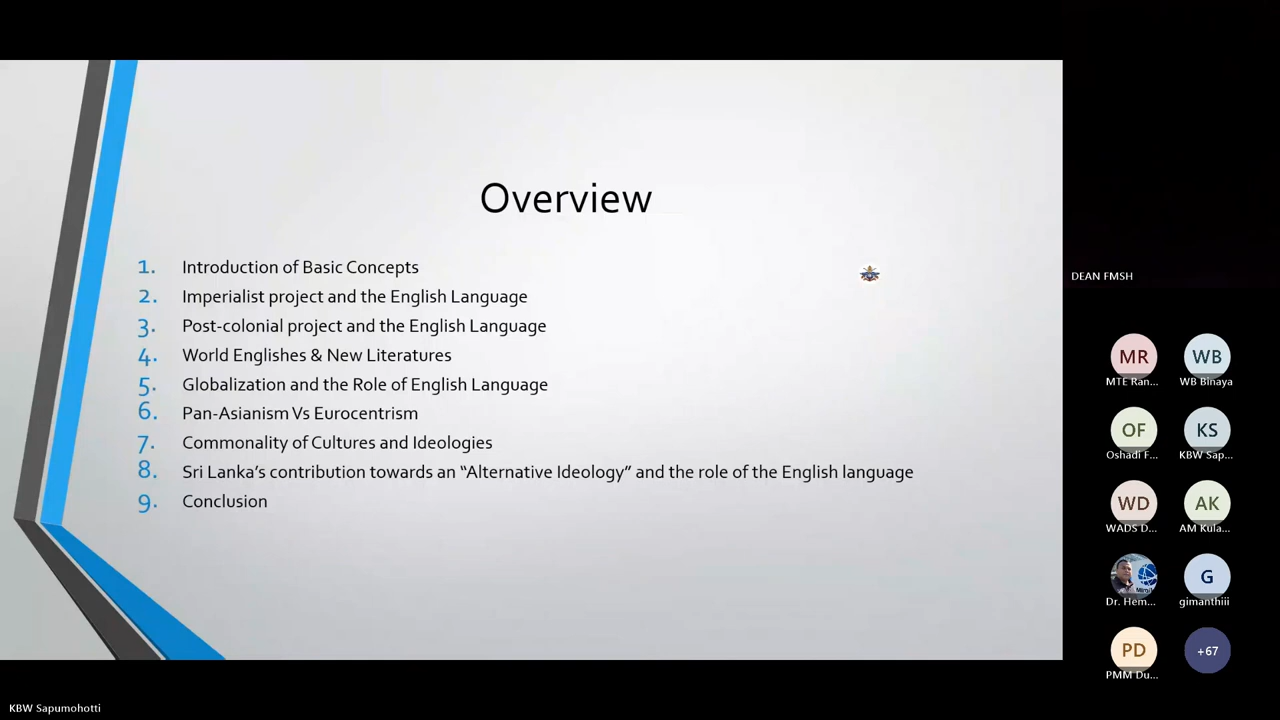 Overview
1. Introduction of Basic Concepts
2. Imperialist project and the English Language
3. Post-colonial project and the English Language
4. World Englishes & New Literatures
5. Globalization and the Role of English Language
6. Pan-Asianism Vs Eurocentrism
7. Commonality of Cultures and Ideologies
8. Sri Lanka’s contribution towards an “Alternative Ideology” and the role of the English language
9. Conclusion
DEAN FMSH
MR WB
MTE Ran... WB Binaya
OF KS
Oshadi F... KBW Sap...
WD AK
WADS D... AM Kula...
G
Dr. Hem... gimanthiii
PD +67
PMM Du...
KBW Sapumohotti